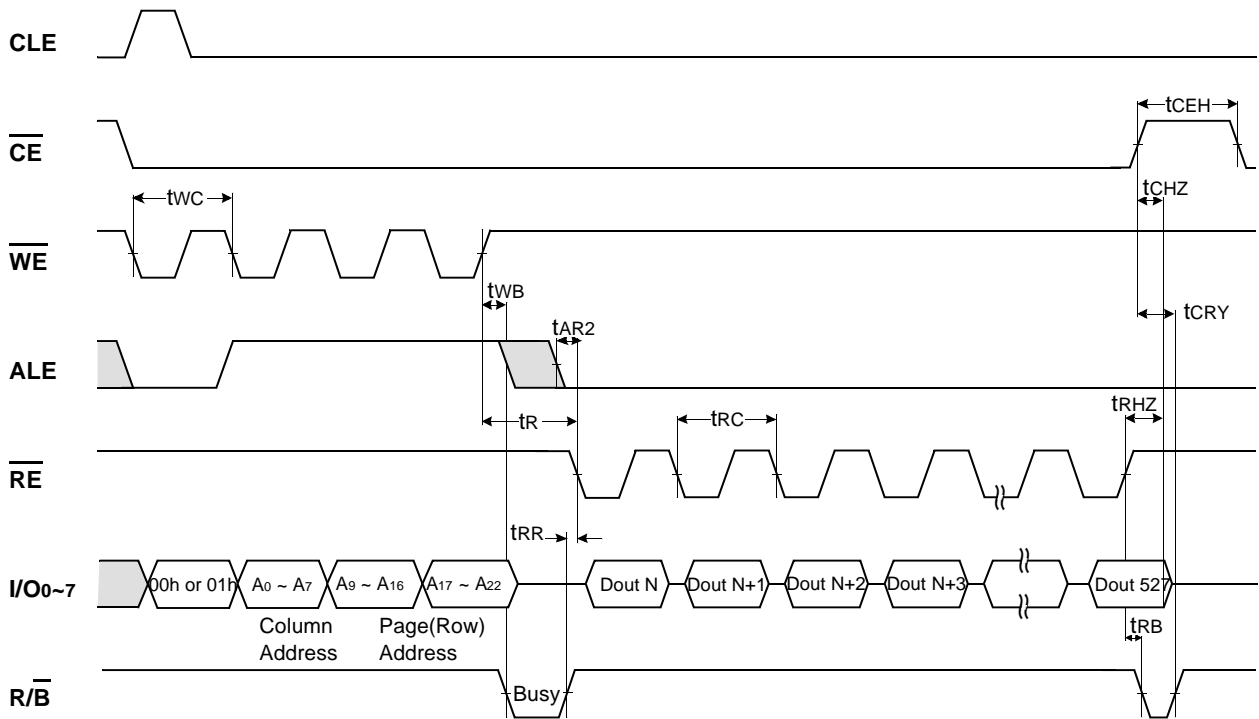 CLE
tCEH
CE
tWC
tCHZ
WE
tWB
tCRY
tAR2
ALE
tRHZ
tR
tRC
RE
tRR
I/O0~7 00h or 01h A0 ~ A7 A9 ~ A16 A17 ~ A22 Dout N Dout N+1 Dout N+2 Dout N+3 Dout 527
Column Address
Page(Row) Address
tRB
R/B Busy